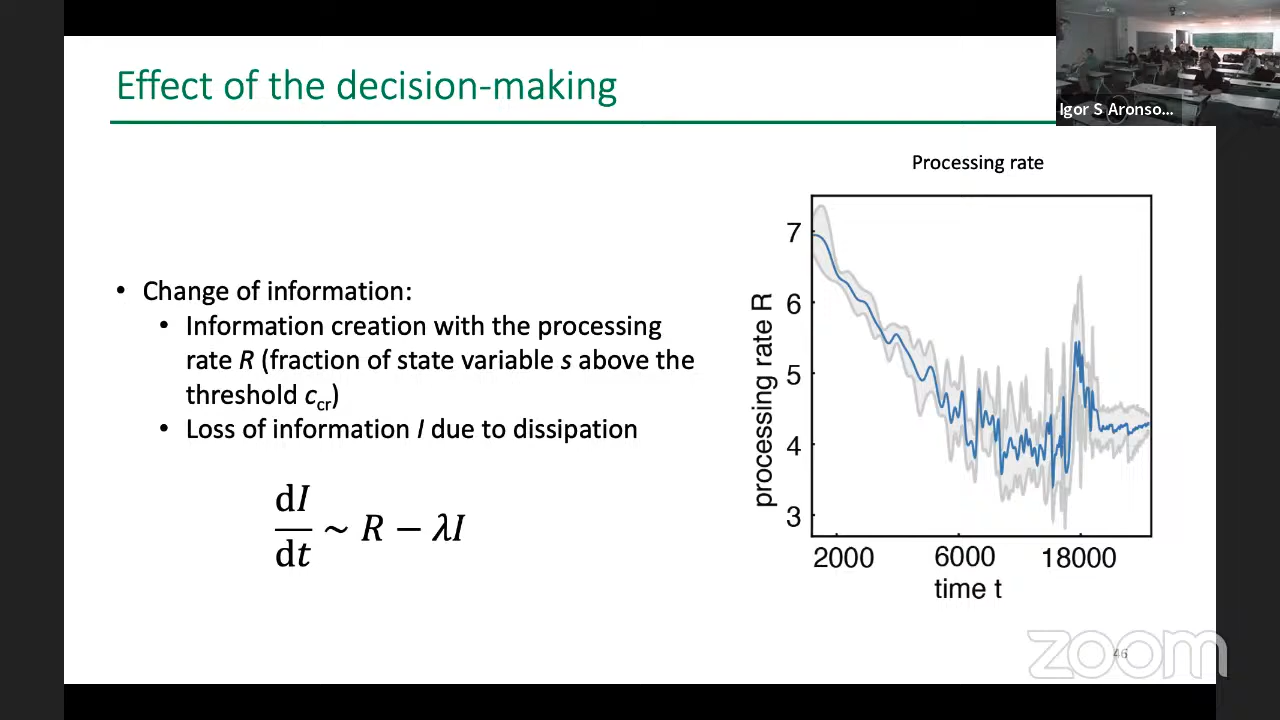 Effect of the decision-making
Igor S Aronso...
Processing rate
• Change of information:
• Information creation with the processing
rate R (fraction of state variable s above the
threshold c_cr)
• Loss of information I due to dissipation
dI/dt ~ R − λI
processing rate R
7
6
5
4
3
2000 6000 18000
time t
zoom
46